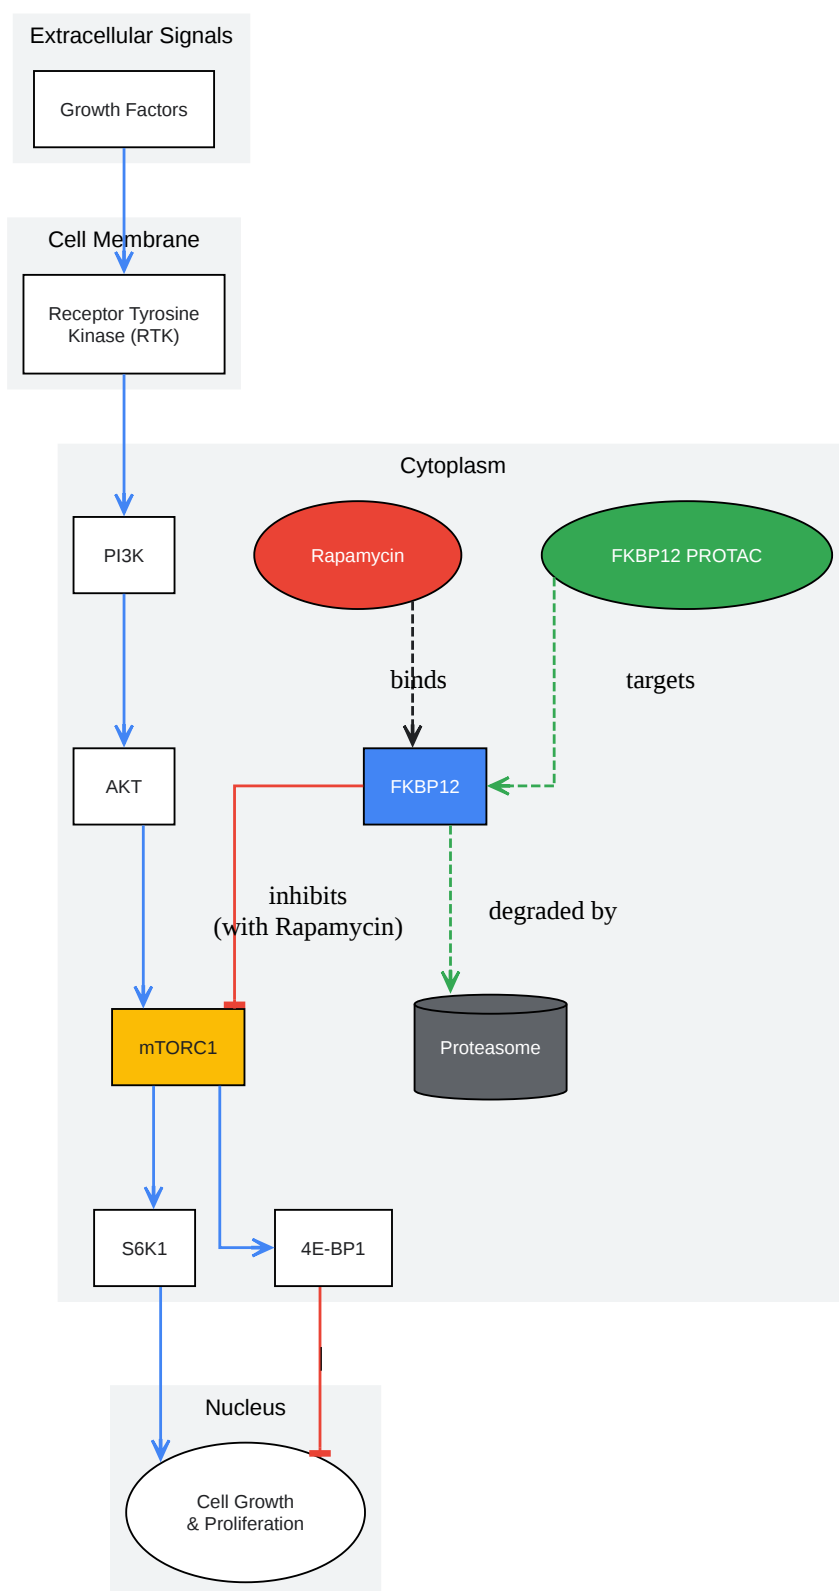 Extracellular Signals
Growth Factors
Cell Membrane
Receptor Tyrosine
Kinase (RTK)
Cytoplasm
PI3K
Rapamycin
FKBP12 PROTAC
binds
targets
AKT
FKBP12
inhibits
(with Rapamycin)
degraded by
mTORC1
Proteasome
S6K1
4E-BP1
Nucleus
Cell Growth
& Proliferation